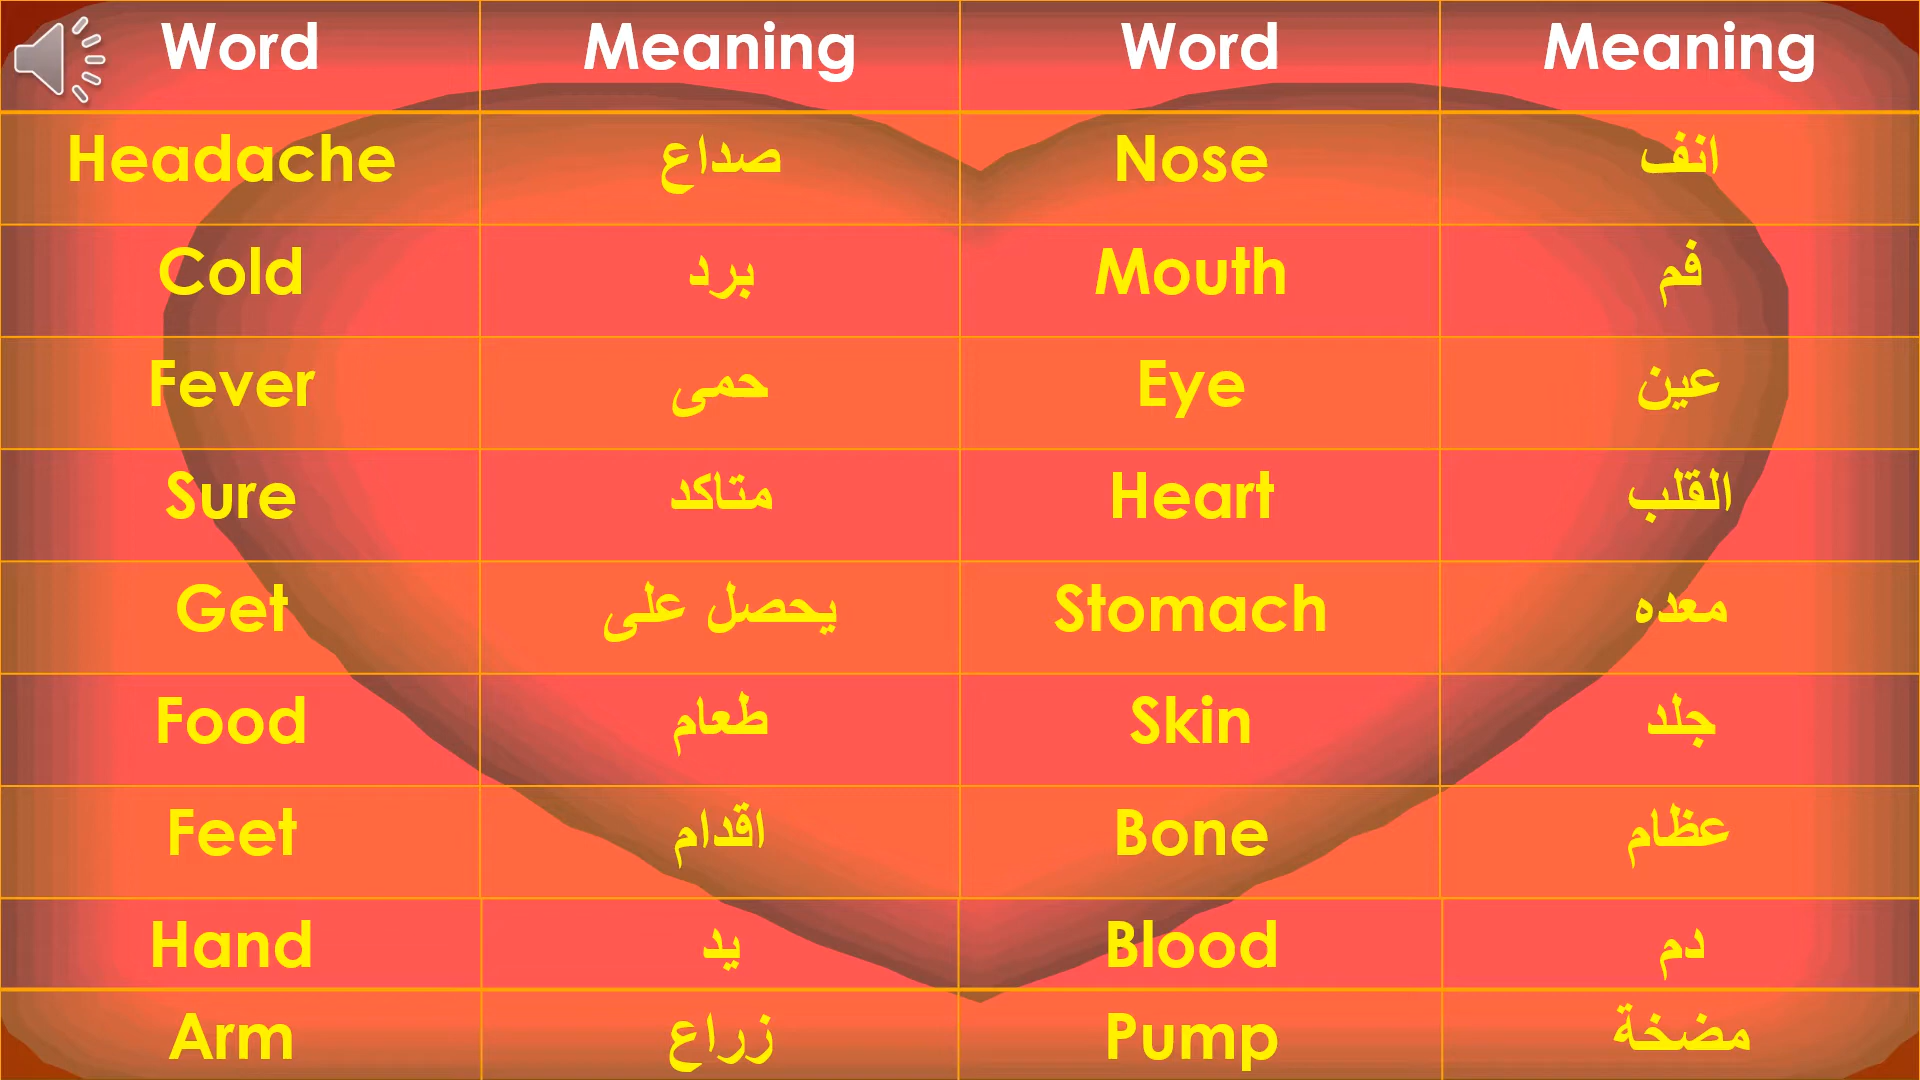 Word Meaning Word Meaning
Headache صداع Nose انف
Cold برد Mouth فم
Fever حمى Eye عين
Sure متاكد Heart القلب
Get يحصل على Stomach معده
Food طعام Skin جلد
Feet اقدام Bone عظام
Hand يد Blood دم
Arm زراع Pump مضخة